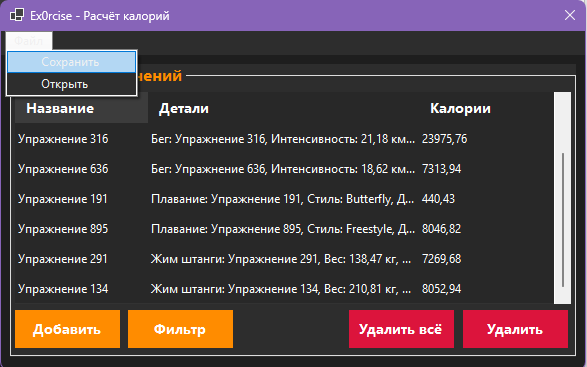 Ex0rcise - Расчёт калорий
Файл
Сохранить
Открыть
нений
Название Детали Калории
Упражнение 316 Бег: Упражнение 316, Интенсивность: 21,18 км... 23975,76
Упражнение 636 Бег: Упражнение 636, Интенсивность: 18,62 км... 7313,94
Упражнение 191 Плавание: Упражнение 191, Стиль: Butterfly, Д... 440,43
Упражнение 895 Плавание: Упражнение 895, Стиль: Freestyle, Д... 8046,82
Упражнение 291 Жим штанги: Упражнение 291, Вес: 138,47 кг, ... 7269,68
Упражнение 134 Жим штанги: Упражнение 134, Вес: 210,81 кг, ... 8052,94
Добавить Фильтр Удалить всё Удалить